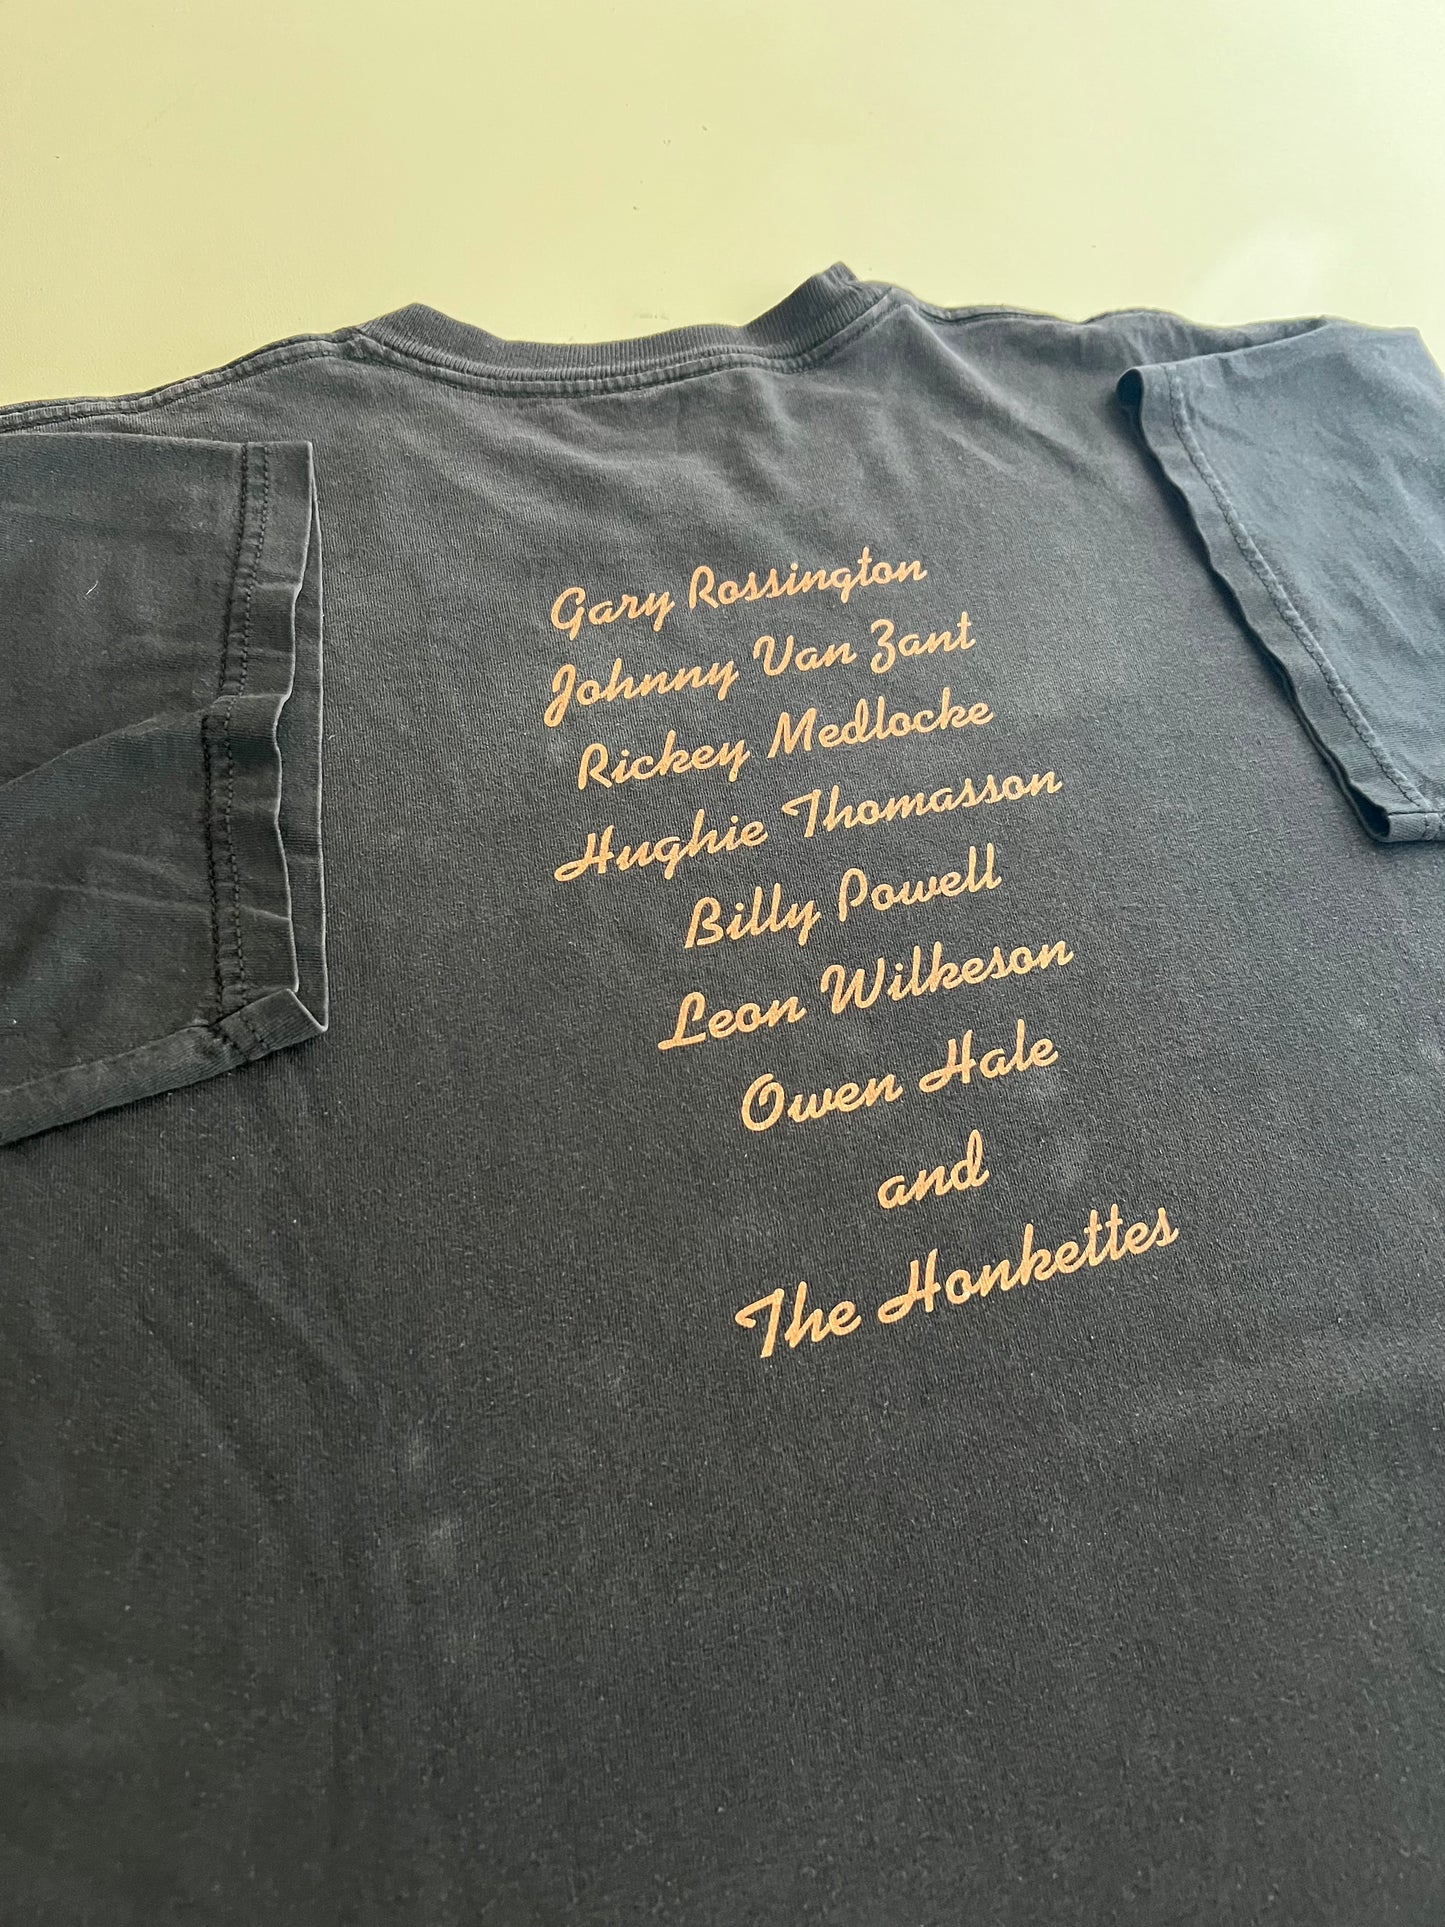 Gary Rossington
Johnny Van Zant
Rickey Medlocke
Hughie Thomasson
Billy Powell
Leon Wilkeson
Owen Hale
and
The Honkettes